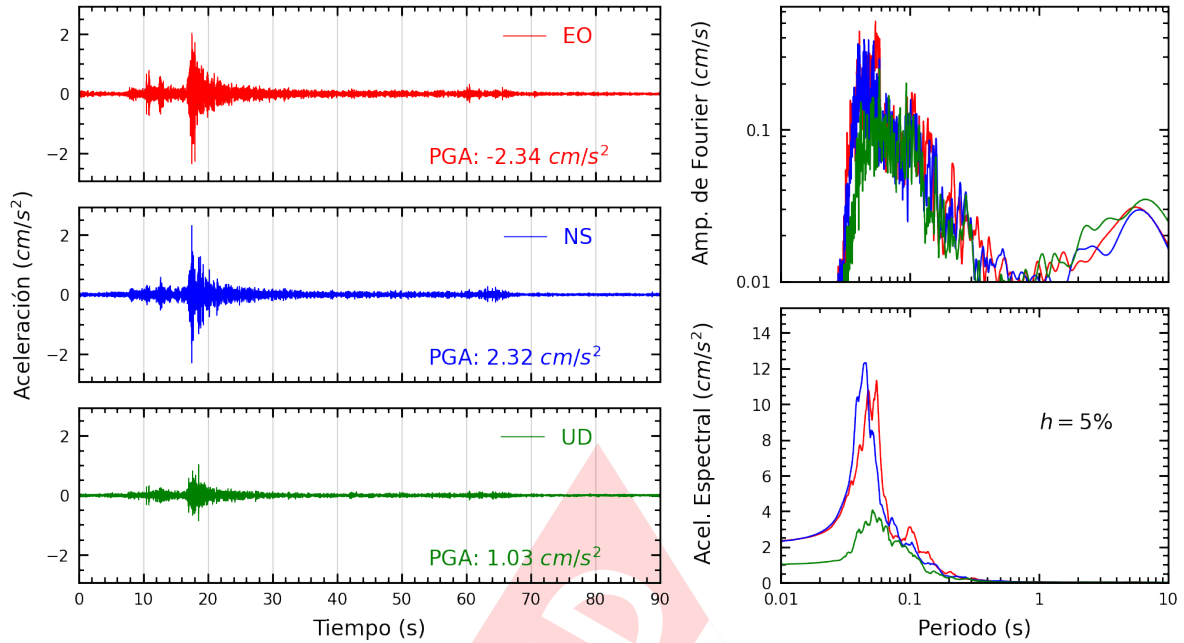 Aceleración (cm/s²)
2
0
−2
EO
PGA: -2.34 cm/s²
2
0
−2
NS
PGA: 2.32 cm/s²
2
0
−2
UD
PGA: 1.03 cm/s²
0 10 20 30 40 50 60 70 80 90
Tiempo (s)
Amp. de Fourier (cm/s)
0.1
0.01
Acel. Espectral (cm/s²)
14
12
10
8
6
4
2
0
h = 5%
0.01 0.1 1 10
Periodo (s)